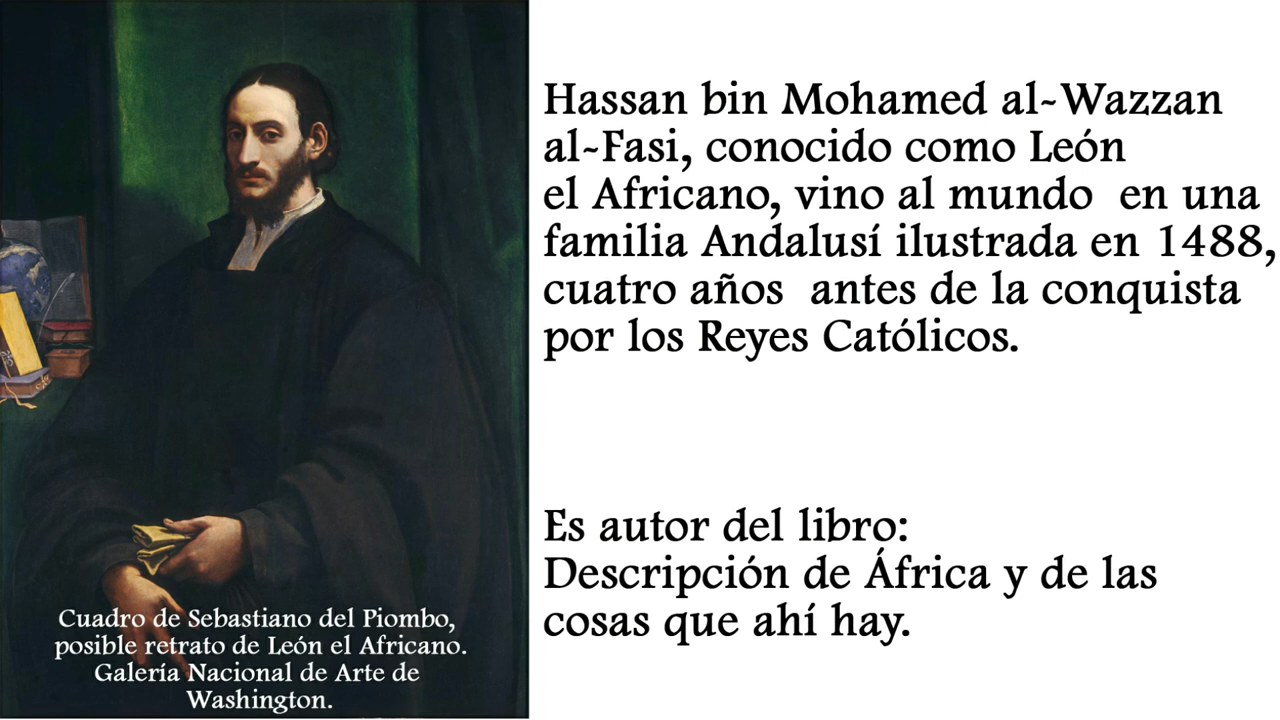 Hassan bin Mohamed al-Wazzan
al-Fasi, conocido como León
el Africano, vino al mundo en una
familia Andalusí ilustrada en 1488,
cuatro años antes de la conquista
por los Reyes Católicos.
Es autor del libro:
Descripción de África y de las
cosas que ahí hay.
Cuadro de Sebastiano del Piombo,
posible retrato de León el Africano.
Galería Nacional de Arte de
Washington.